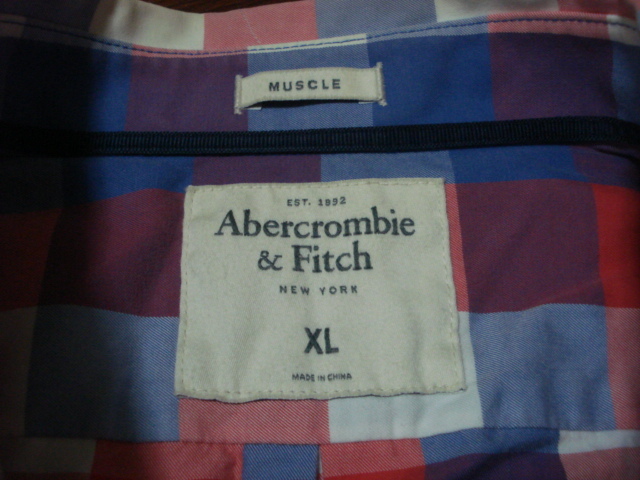 MUSCLE
EST. 1892
Abercrombie
& Fitch
NEW YORK
XL
MADE IN CHINA